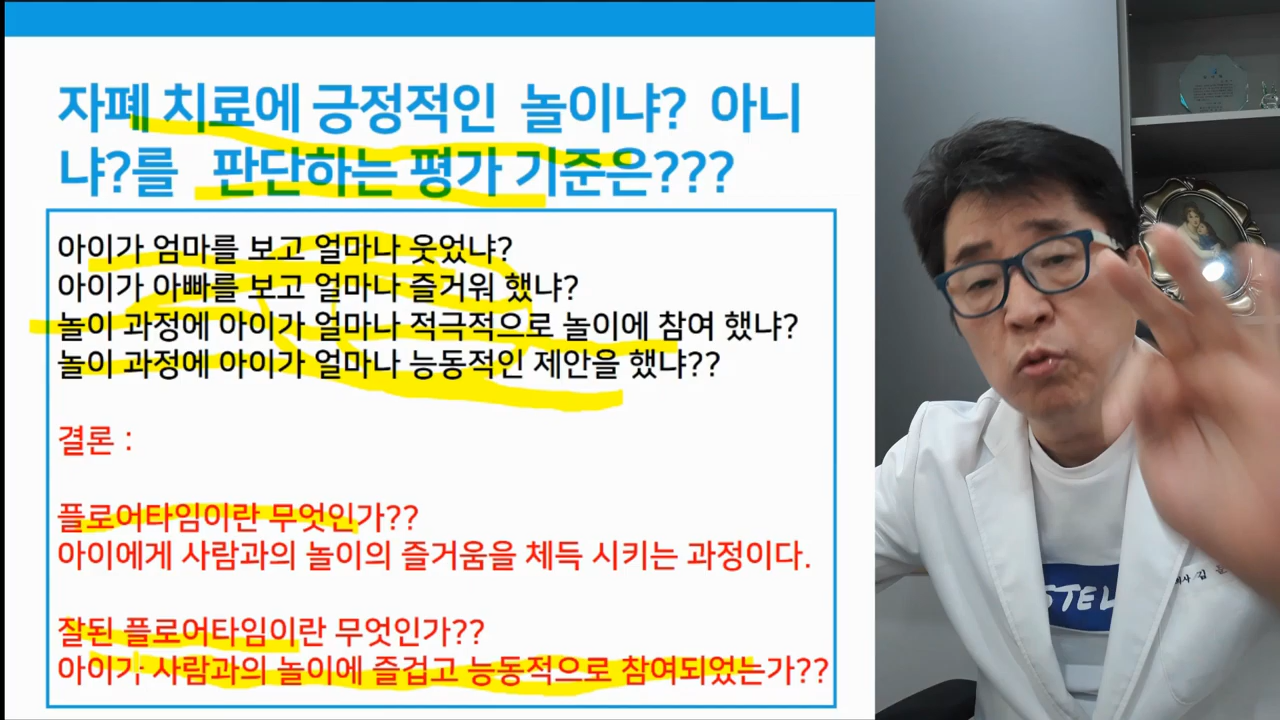 자폐 치료에 긍정적인 놀이냐? 아니
냐?를 판단하는 평가 기준은???
아이가 엄마를 보고 얼마나 웃었냐?
아이가 아빠를 보고 얼마나 즐거워 했냐?
놀이 과정에 아이가 얼마나 적극적으로 놀이에 참여 했냐?
놀이 과정에 아이가 얼마나 능동적인 제안을 했냐??
결론 :
플로어타임이란 무엇인가??
아이에게 사람과의 놀이의 즐거움을 체득 시키는 과정이다.
잘된 플로어타임이란 무엇인가??
아이가 사람과의 놀이에 즐겁고 능동적으로 참여되었는가??